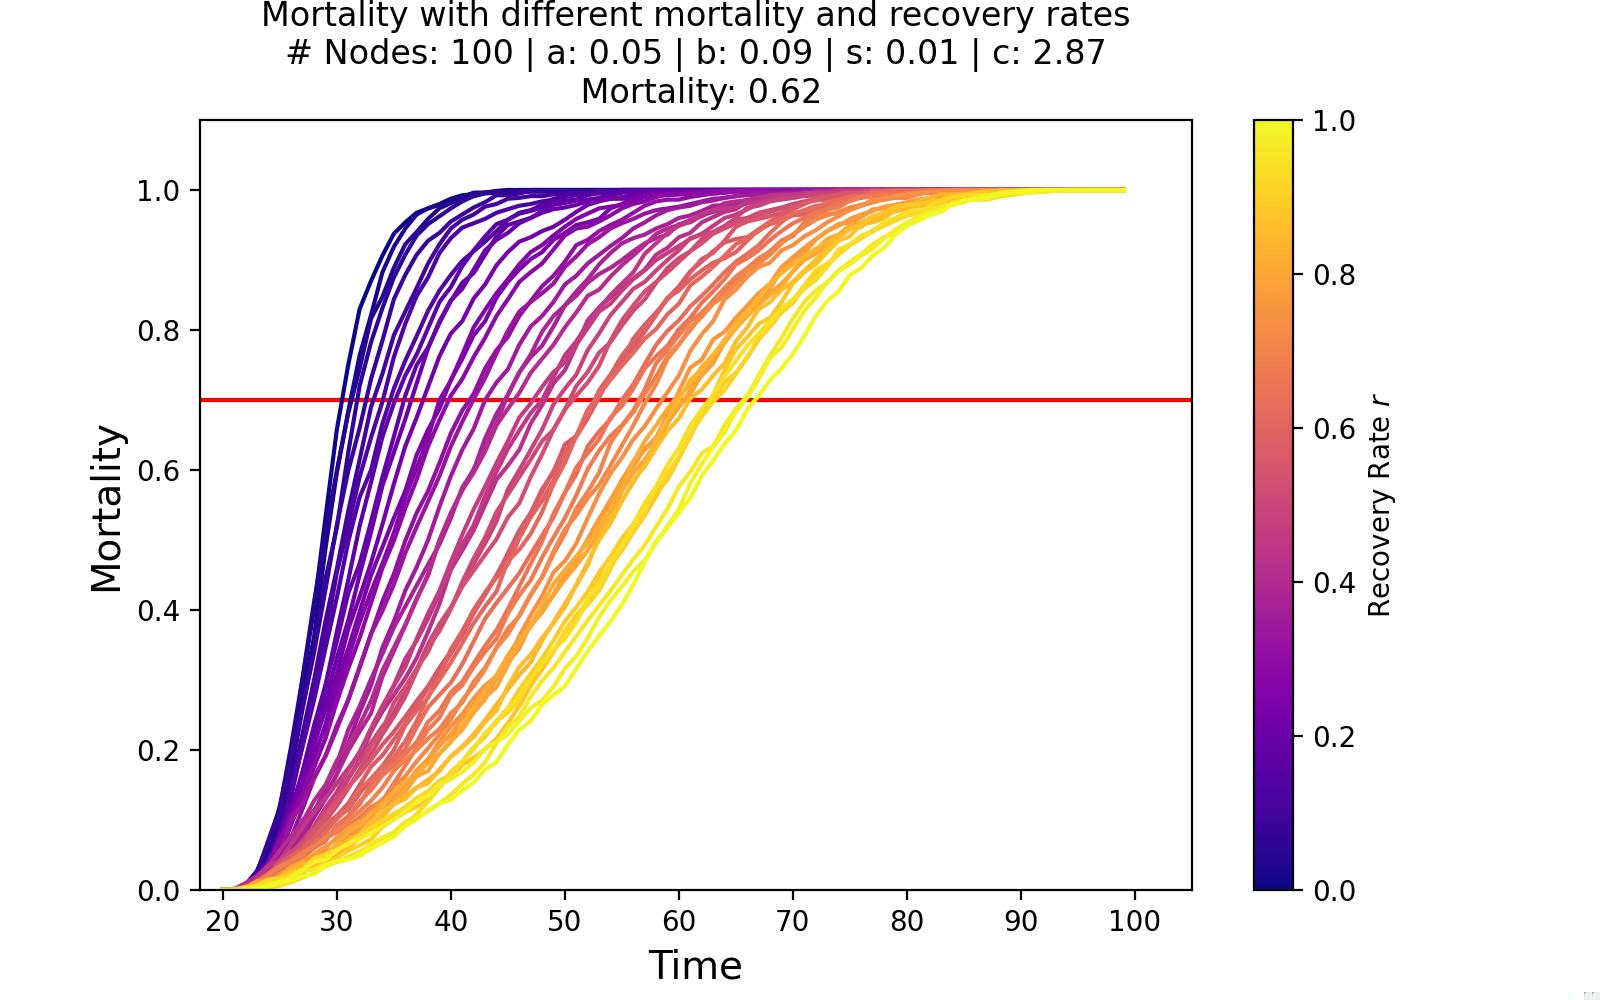 Mortality with different mortality and recovery rates
# Nodes: 100 | a: 0.05 | b: 0.09 | s: 0.01 | c: 2.87
Mortality: 0.62
Mortality
1.0
0.8
0.6
0.4
0.2
0.0
20 30 40 50 60 70 80 90 100
Time
1.0
0.8
0.6
0.4
0.2
0.0
Recovery Rate r